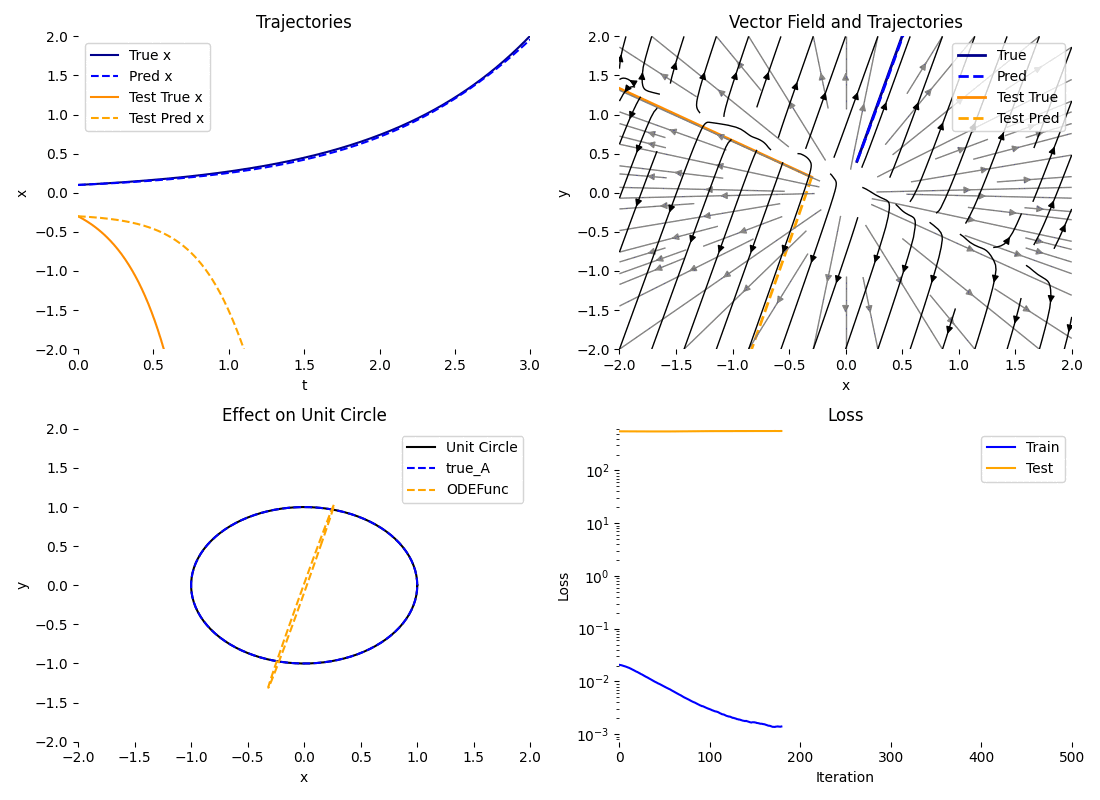 Trajectories
True x
Pred x
Test True x
Test Pred x
2.0
1.5
1.0
0.5
0.0
−0.5
−1.0
−1.5
−2.0
x
0.0 0.5 1.0 1.5 2.0 2.5 3.0
t
Vector Field and Trajectories
True
Pred
Test True
Test Pred
2.0
1.5
1.0
0.5
0.0
−0.5
−1.0
−1.5
−2.0
y
−2.0 −1.5 −1.0 −0.5 0.0 0.5 1.0 1.5 2.0
x
Effect on Unit Circle
Unit Circle
true_A
ODEFunc
2.0
1.5
1.0
0.5
0.0
−0.5
−1.0
−1.5
−2.0
y
−2.0 −1.5 −1.0 −0.5 0.0 0.5 1.0 1.5 2.0
x
Loss
Train
Test
10²
10¹
10⁰
10⁻¹
10⁻²
10⁻³
Loss
0 100 200 300 400 500
Iteration